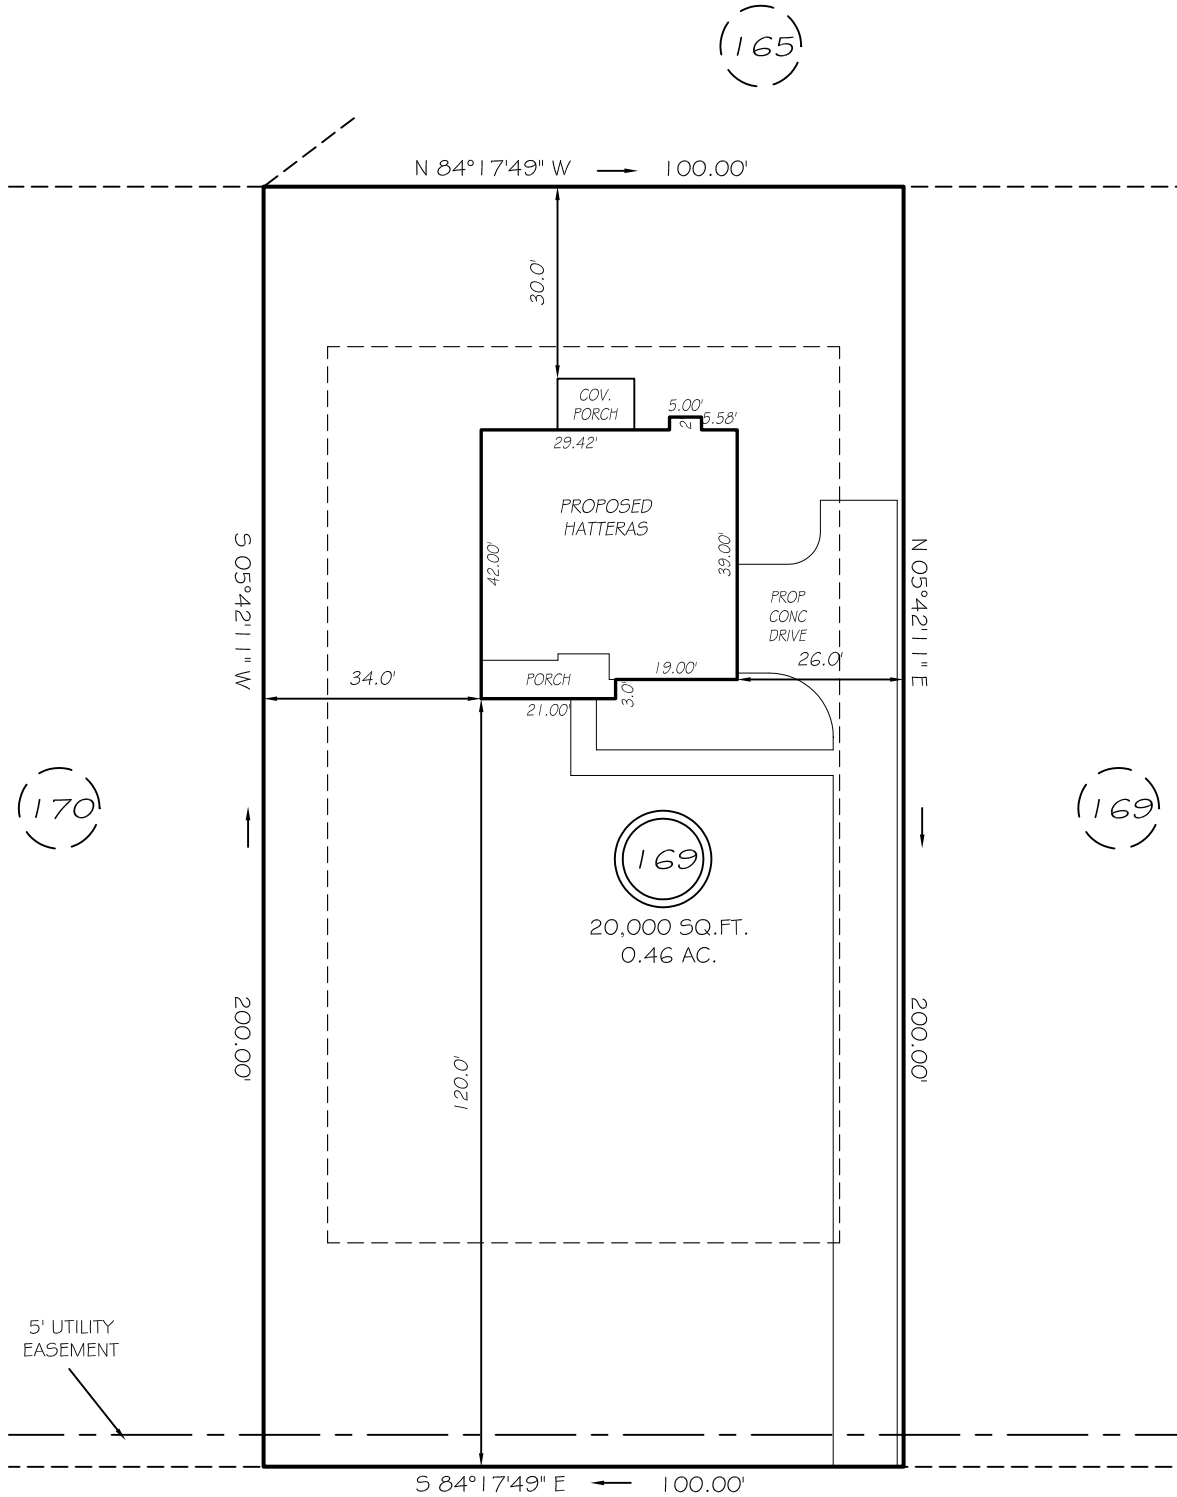 165
N 84°17'49" W 100.00'
30.0'
COV.
PORCH
5.00'
2
5.58'
29.42'
PROPOSED
HATTERAS
42.00'
39.00'
S 05°42'11" W
N 05°42'11" E
PROP
CONC
DRIVE
26.0'
19.00'
34.0'
PORCH
3.0'
21.00'
170
169
169
20,000 SQ.FT.
0.46 AC.
200.00'
200.00'
120.0'
5' UTILITY
EASEMENT
S 84°17'49" E 100.00'